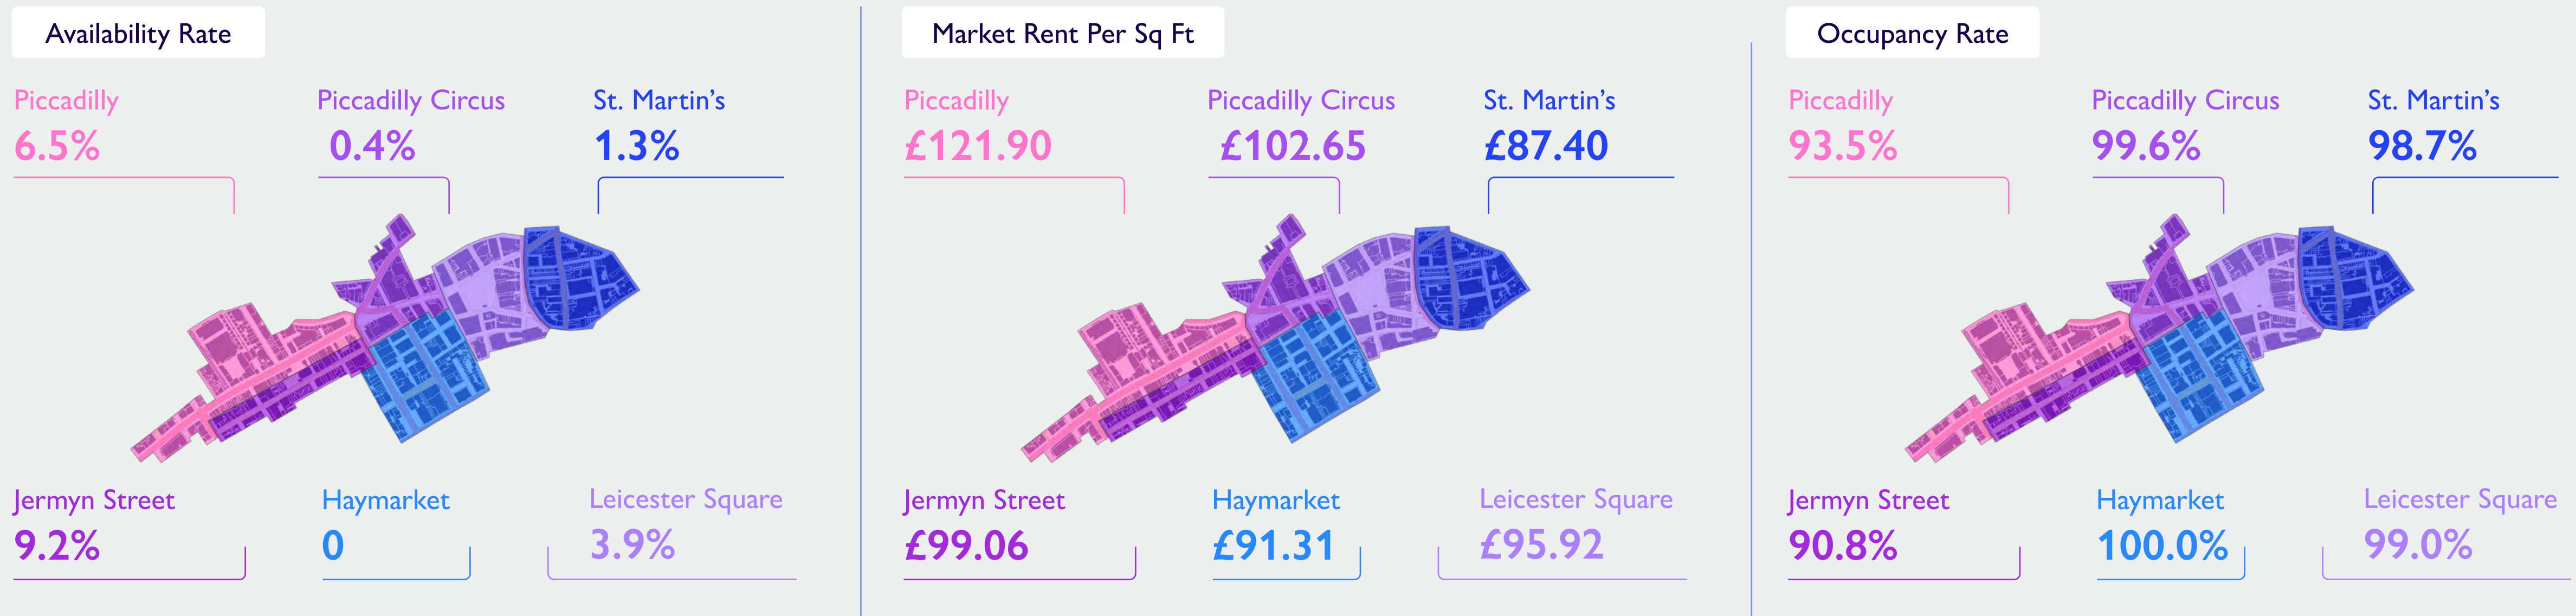 Availability Rate
Piccadilly
6.5%
Piccadilly Circus
0.4%
St. Martin’s
1.3%
Jermyn Street
9.2%
Haymarket
0
Leicester Square
3.9%
Market Rent Per Sq Ft
Piccadilly
£121.90
Piccadilly Circus
£102.65
St. Martin’s
£87.40
Jermyn Street
£99.06
Haymarket
£91.31
Leicester Square
£95.92
Occupancy Rate
Piccadilly
93.5%
Piccadilly Circus
99.6%
St. Martin’s
98.7%
Jermyn Street
90.8%
Haymarket
100.0%
Leicester Square
99.0%